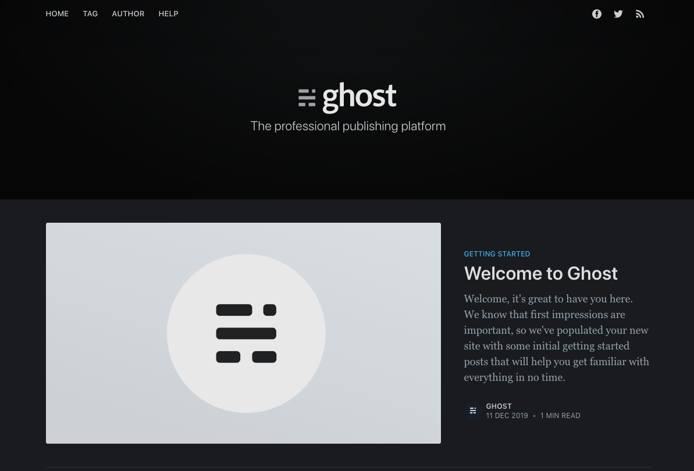 HOME TAG AUTHOR HELP
ghost
The professional publishing platform
GETTING STARTED
Welcome to Ghost
Welcome, it's great to have you here.
We know that first impressions are
important, so we've populated your new
site with some initial getting started
posts that will help you get familiar with
everything in no time.
GHOST
11 DEC 2019 • 1 MIN READ